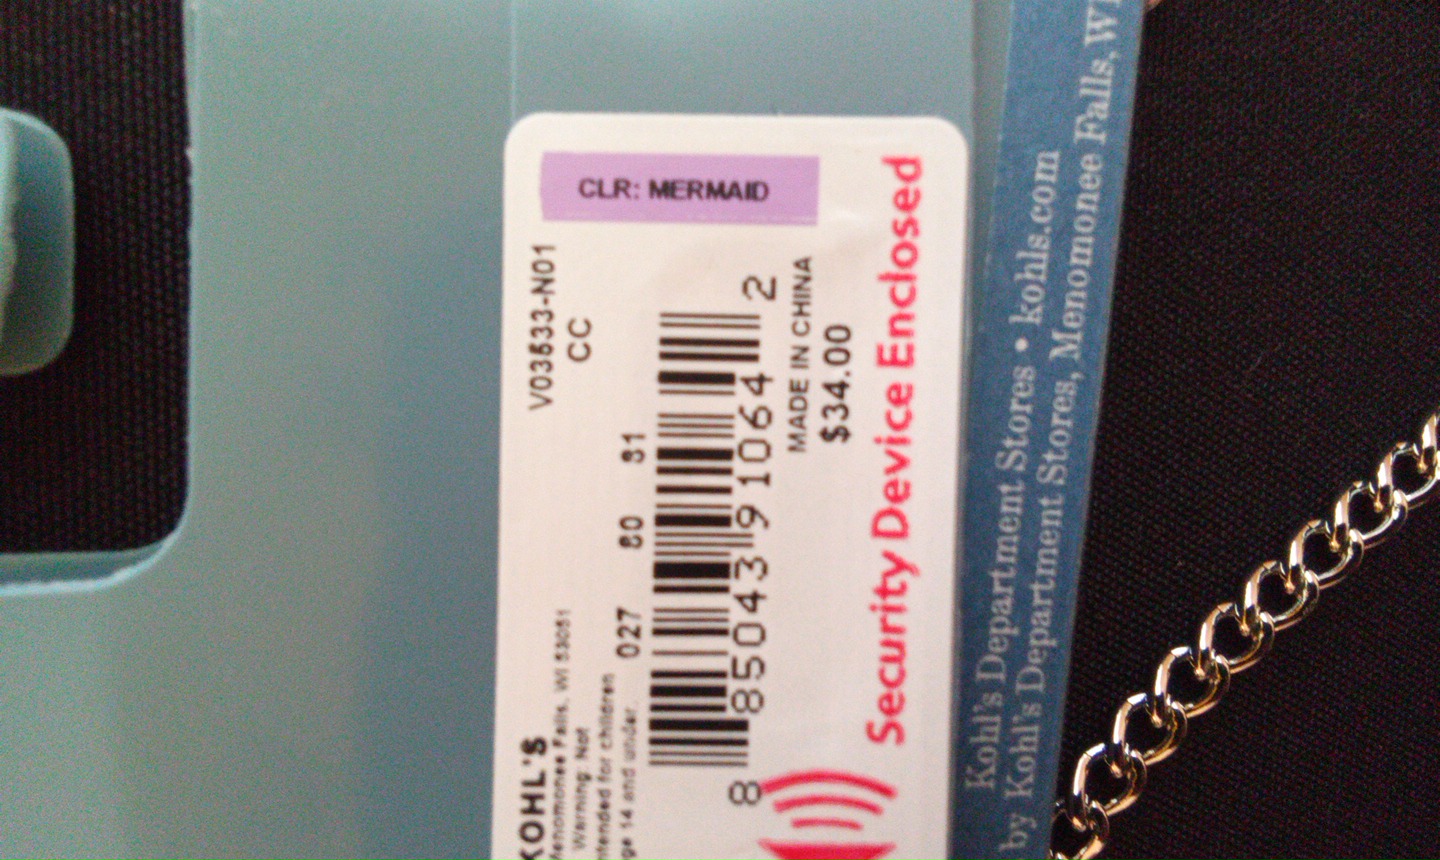 CLR: MERMAID
V03533-N01
CC
KOHL'S
Menomonee Falls, WI 53051
Warning: Not
intended for children
age 14 and under.
027 80 81
8 85043 91064 2
MADE IN CHINA
$34.00
Security Device Enclosed
Kohl's Department Stores • kohls.com
by Kohl's Department Stores, Menomonee Falls, WI